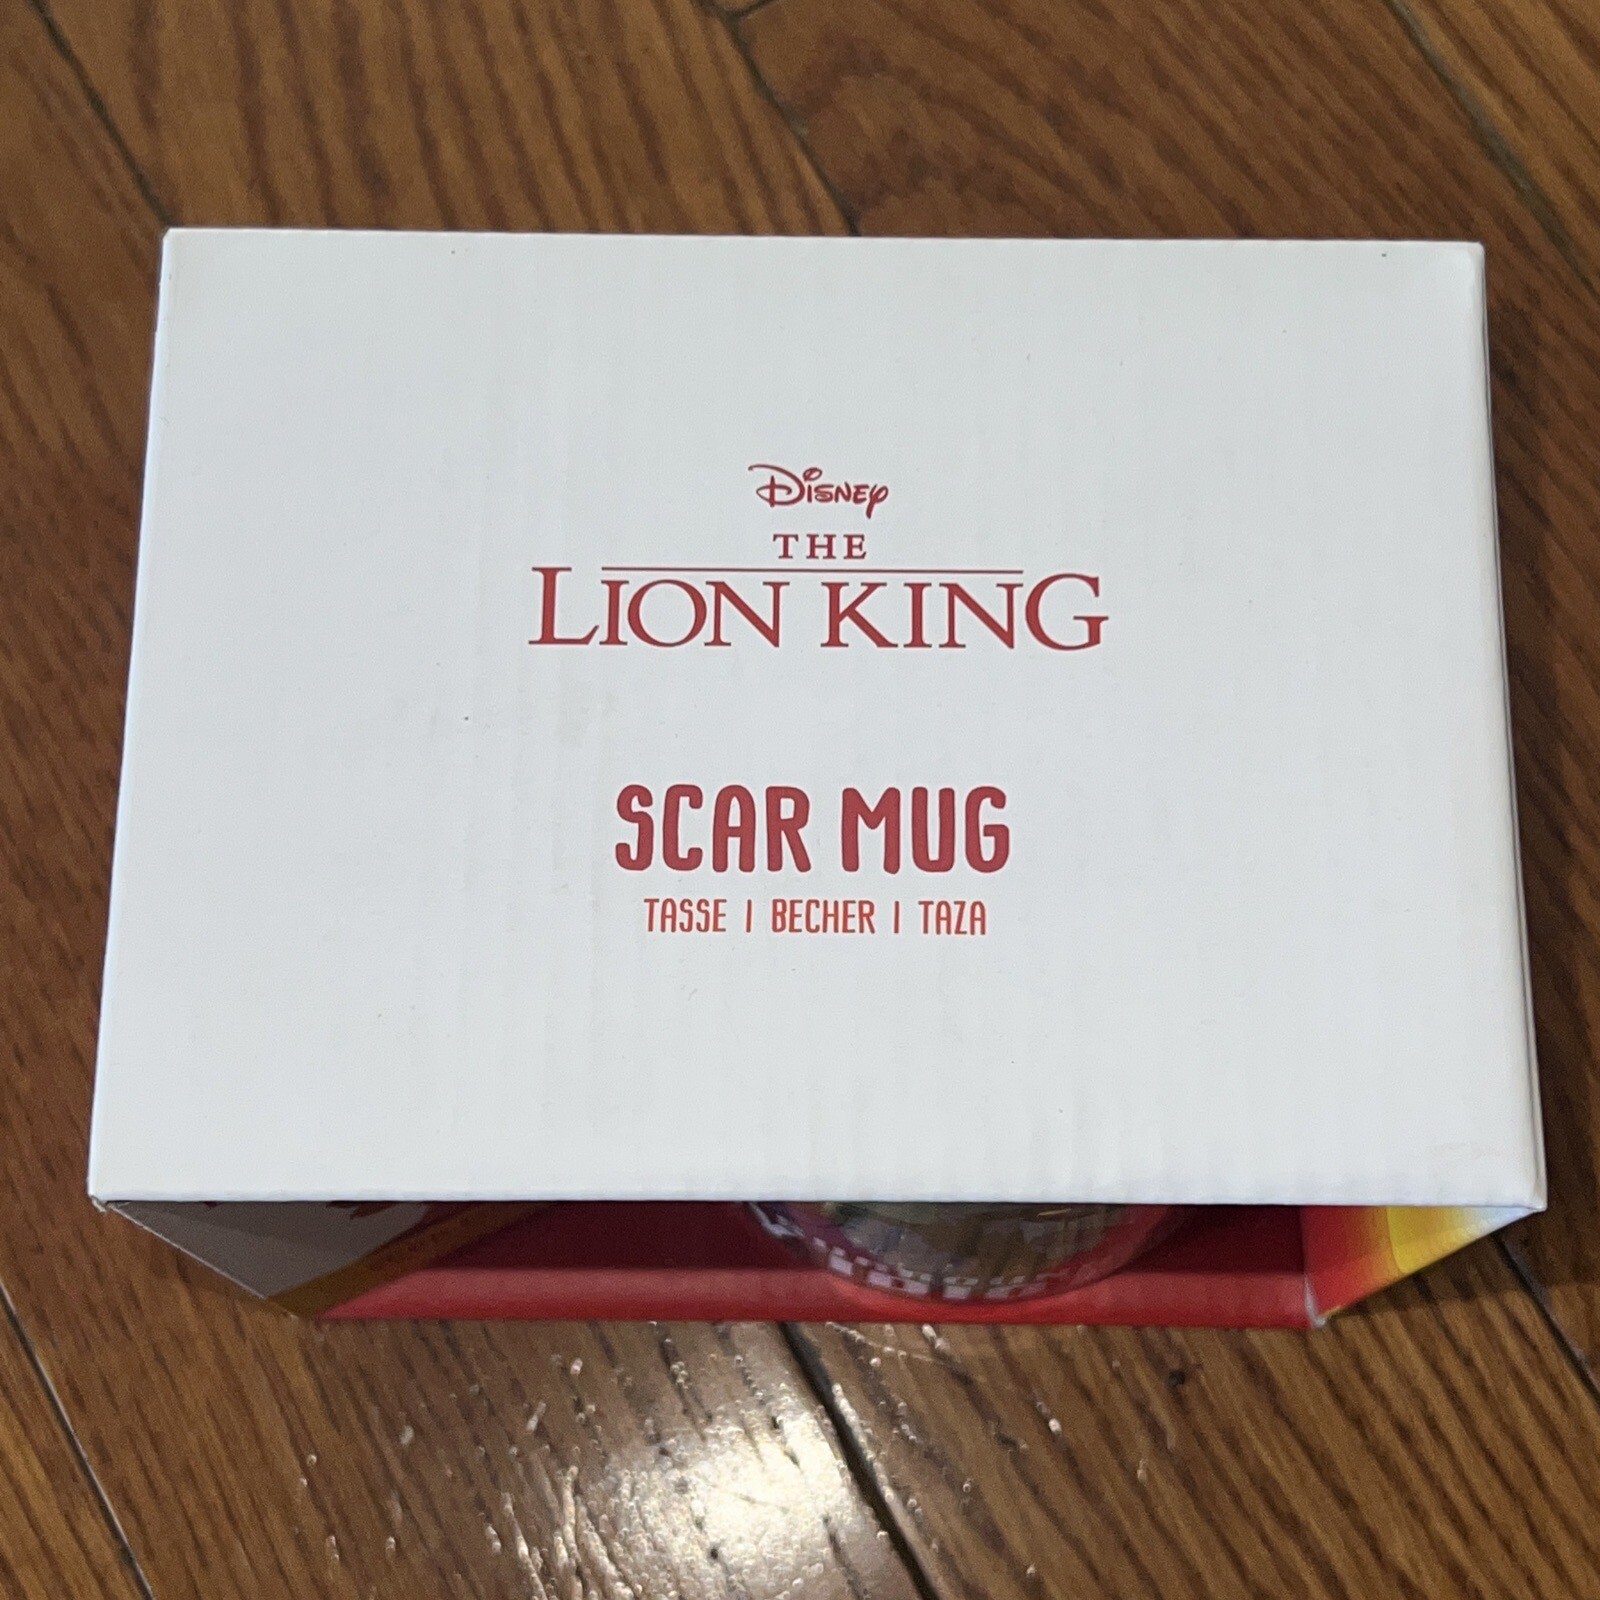 Disney
THE
LION KING
SCAR MUG
TASSE | BECHER | TAZA